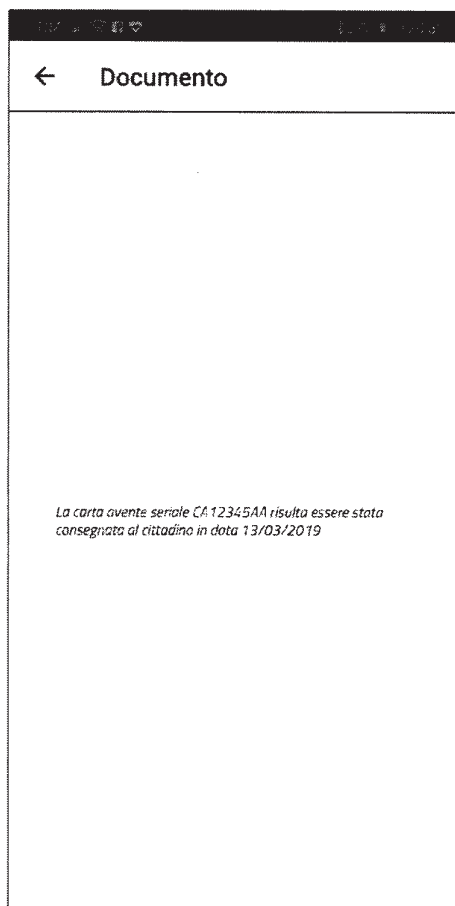 Documento
La carta avente seriale CA12345AA risulta essere stata
consegnata al cittadino in data 13/03/2019